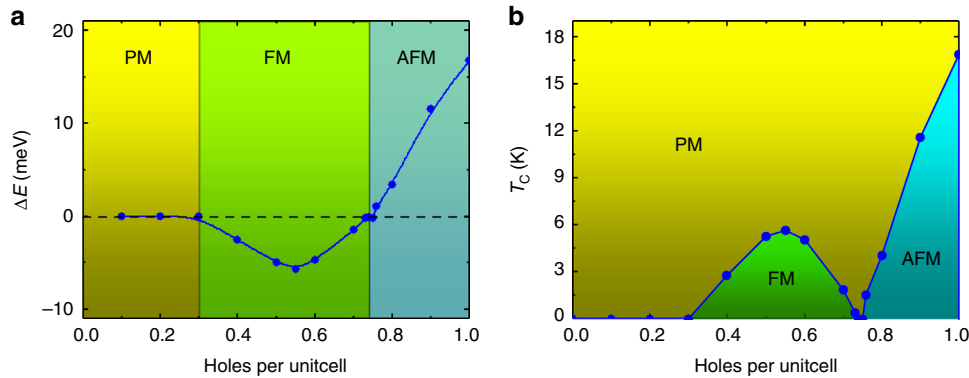 a
20
10
0
−10
ΔE (meV)
PM
FM
AFM
0.0
0.2
0.4
0.6
0.8
1.0
Holes per unitcell
b
18
15
12
9
6
3
0
T_C (K)
PM
FM
AFM
0.0
0.2
0.4
0.6
0.8
1.0
Holes per unitcell